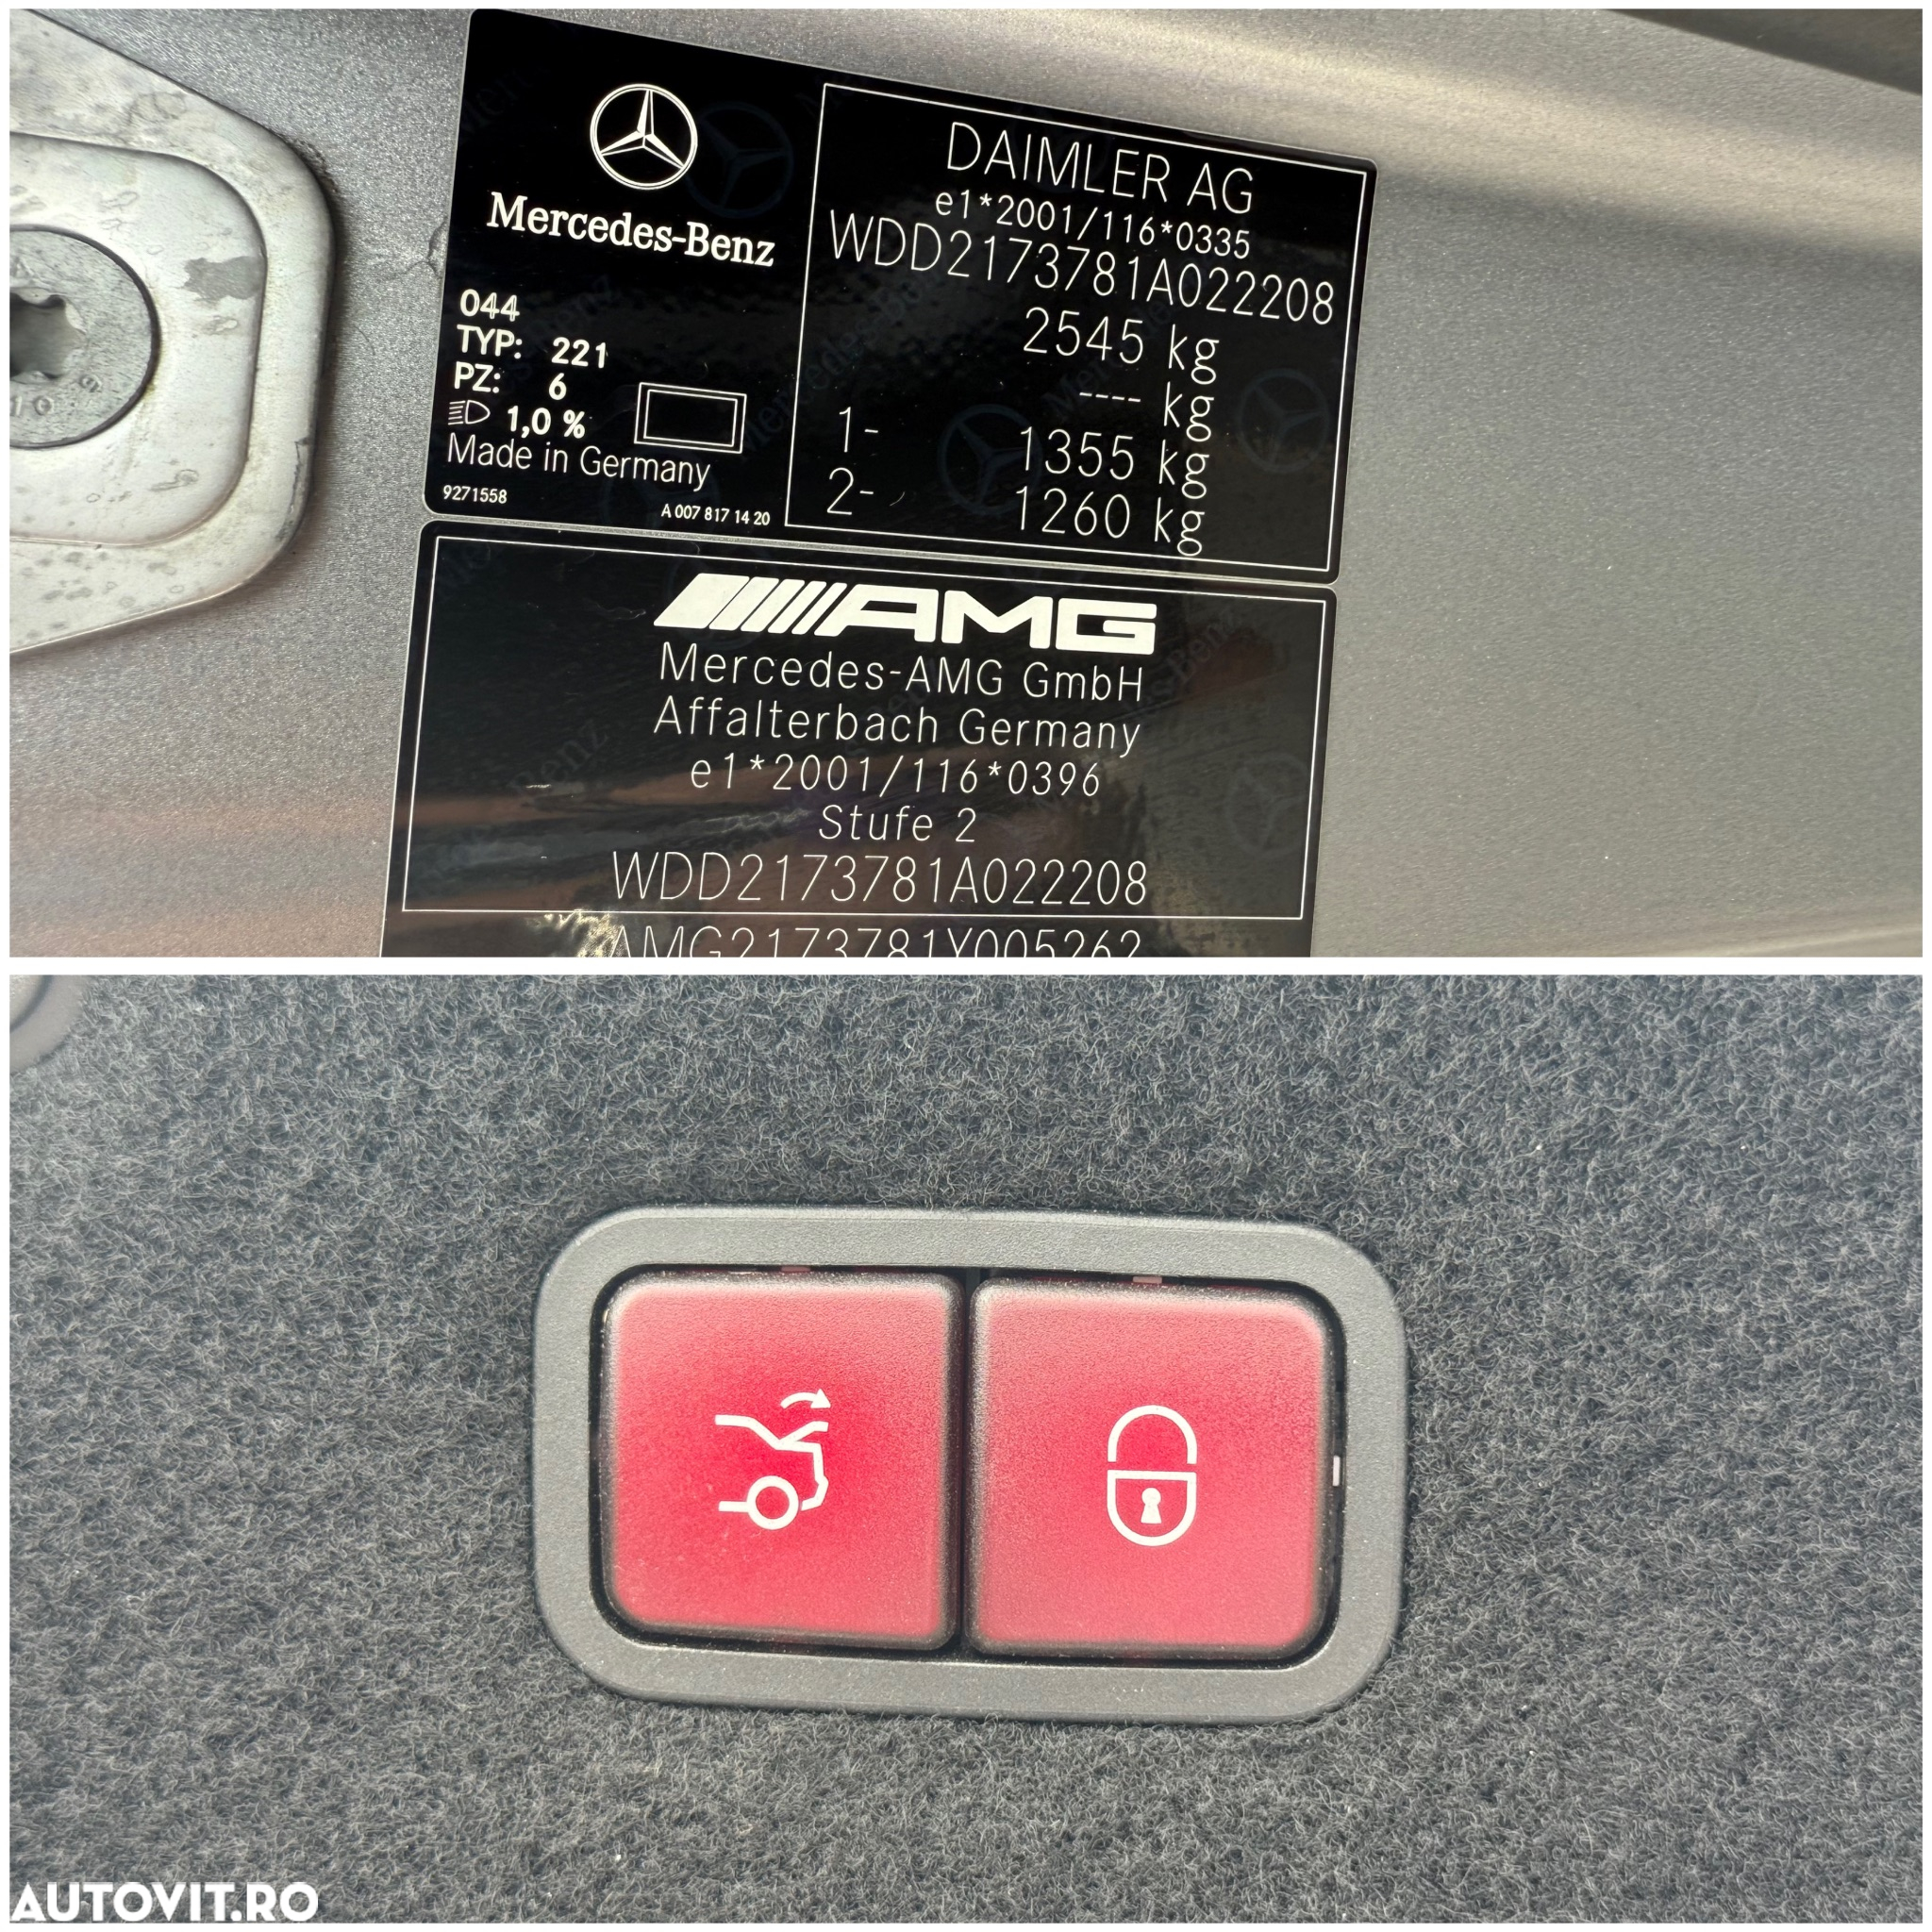 Mercedes-Benz
044
TYP: 221
PZ: 6
1,0 %
Made in Germany
9271558
A 007 817 14 20
DAIMLER AG
e1*2001/116*0335
WDD2173781A022208
2545 kg
---- kg
1- 1355 kg
2- 1260 kg
AMG
Mercedes-AMG GmbH
Affalterbach Germany
e1*2001/116*0396
Stufe 2
WDD2173781A022208
AMG2173781Y005262
AUTOVIT.RO